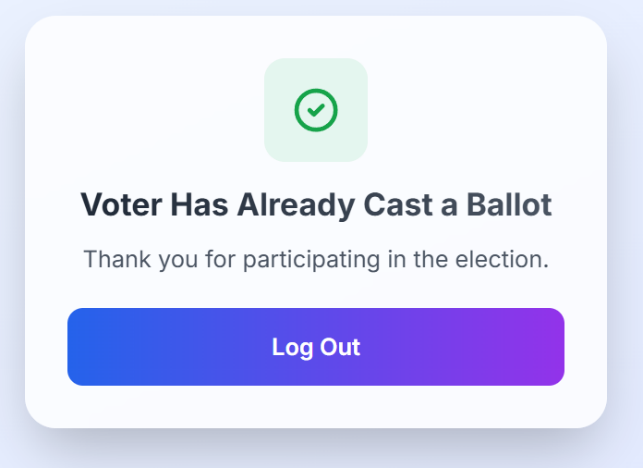 Voter Has Already Cast a Ballot
Thank you for participating in the election.
Log Out